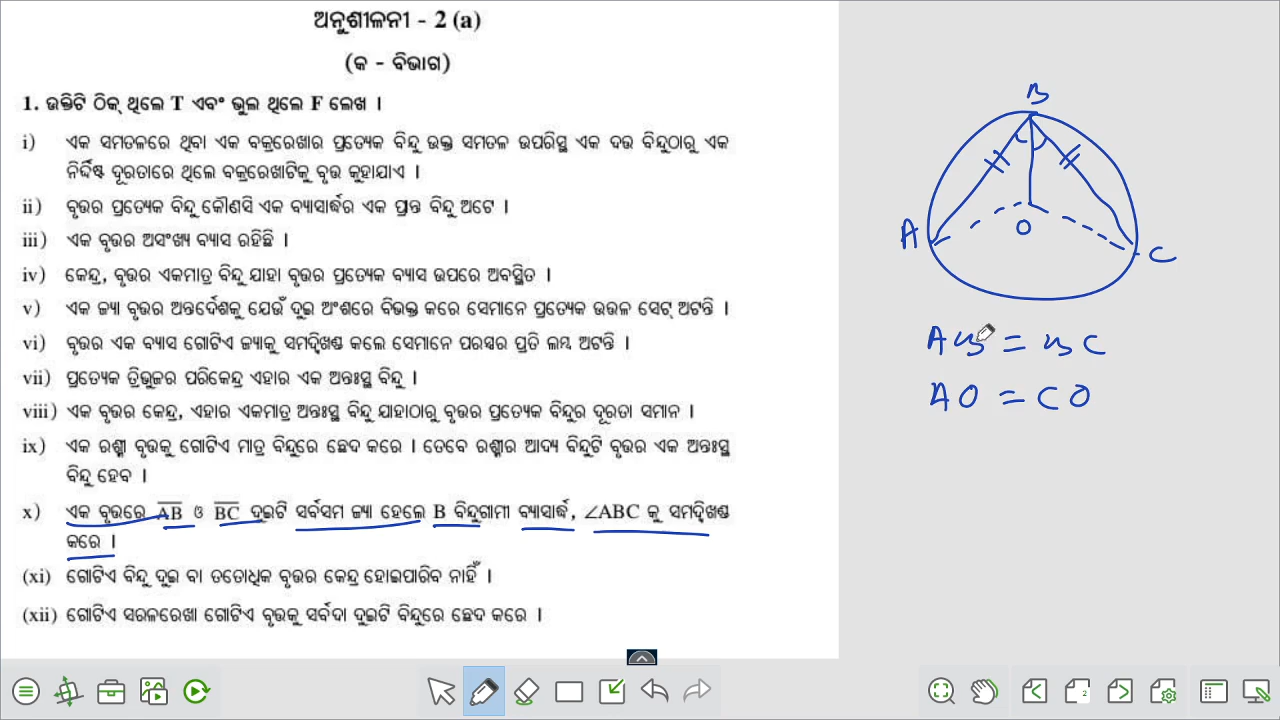 ଅନୁଶୀଳନୀ - 2 (a)
(କ - ବିଭାଗ)
1. ଉକ୍ତିଟି ଠିକ୍ ଥିଲେ T ଏବଂ ଭୁଲ ଥିଲେ F ଲେଖ ।
i) ଏକ ସମତଳରେ ଥିବା ଏକ ବକ୍ରରେଖାର ପ୍ରତ୍ୟେକ ବିନ୍ଦୁ ଉକ୍ତ ସମତଳ ଉପରିସ୍ଥ ଏକ ଦତ୍ତ ବିନ୍ଦୁଠାରୁ ଏକ
ନିର୍ଦ୍ଦିଷ୍ଟ ଦୂରତାରେ ଥିଲେ ବକ୍ରରେଖାଟିକୁ ବୃତ୍ତ କୁହାଯାଏ ।
ii) ବୃତ୍ତର ପ୍ରତ୍ୟେକ ବିନ୍ଦୁ କୌଣସି ଏକ ବ୍ୟାସାର୍ଦ୍ଧର ଏକ ପ୍ରାନ୍ତ ବିନ୍ଦୁ ଅଟେ ।
iii) ଏକ ବୃତ୍ତର ଅସଂଖ୍ୟ ବ୍ୟାସ ରହିଛି ।
iv) କେନ୍ଦ୍ର, ବୃତ୍ତର ଏକମାତ୍ର ବିନ୍ଦୁ ଯାହା ବୃତ୍ତର ପ୍ରତ୍ୟେକ ବ୍ୟାସ ଉପରେ ଅବସ୍ଥିତ ।
v) ଏକ ଜ୍ୟା ବୃତ୍ତର ଅନ୍ତର୍ଦେଶକୁ ଯେଉଁ ଦୁଇ ଅଂଶରେ ବିଭକ୍ତ କରେ ସେମାନେ ପ୍ରତ୍ୟେକ ଉତ୍ତଳ ସେଟ୍ ଅଟନ୍ତି ।
vi) ବୃତ୍ତର ଏକ ବ୍ୟାସ ଗୋଟିଏ ଜ୍ୟାକୁ ସମଦ୍ୱିଖଣ୍ଡ କଲେ ସେମାନେ ପରସ୍ପର ପ୍ରତି ଲମ୍ବ ଅଟନ୍ତି ।
vii) ପ୍ରତ୍ୟେକ ତ୍ରିଭୁଜର ପରିକେନ୍ଦ୍ର ଏହାର ଏକ ଅନ୍ତଃସ୍ଥ ବିନ୍ଦୁ ।
viii) ଏକ ବୃତ୍ତର କେନ୍ଦ୍ର, ଏହାର ଏକମାତ୍ର ଅନ୍ତଃସ୍ଥ ବିନ୍ଦୁ ଯାହାଠାରୁ ବୃତ୍ତର ପ୍ରତ୍ୟେକ ବିନ୍ଦୁର ଦୂରତା ସମାନ ।
ix) ଏକ ରଶ୍ମୀ ବୃତ୍ତକୁ ଗୋଟିଏ ମାତ୍ର ବିନ୍ଦୁରେ ଛେଦ କରେ । ତେବେ ରଶ୍ମୀର ଆଦ୍ୟ ବିନ୍ଦୁଟି ବୃତ୍ତର ଏକ ଅନ୍ତଃସ୍ଥ
ବିନ୍ଦୁ ହେବ ।
x) ଏକ ବୃତ୍ତରେ AB ଓ BC ଦୁଇଟି ସର୍ବସମ ଜ୍ୟା ହେଲେ B ବିନ୍ଦୁଗାମୀ ବ୍ୟାସାର୍ଦ୍ଧ, ∠ABC କୁ ସମଦ୍ୱିଖଣ୍ଡ
କରେ ।
(xi) ଗୋଟିଏ ବିନ୍ଦୁ ଦୁଇ ବା ତତୋଧିକ ବୃତ୍ତର କେନ୍ଦ୍ର ହୋଇପାରିବ ନାହିଁ ।
(xii) ଗୋଟିଏ ସରଳରେଖା ଗୋଟିଏ ବୃତ୍ତକୁ ସର୍ବଦା ଦୁଇଟି ବିନ୍ଦୁରେ ଛେଦ କରେ ।
B
A
O
C
AB = BC
AO = CO
2